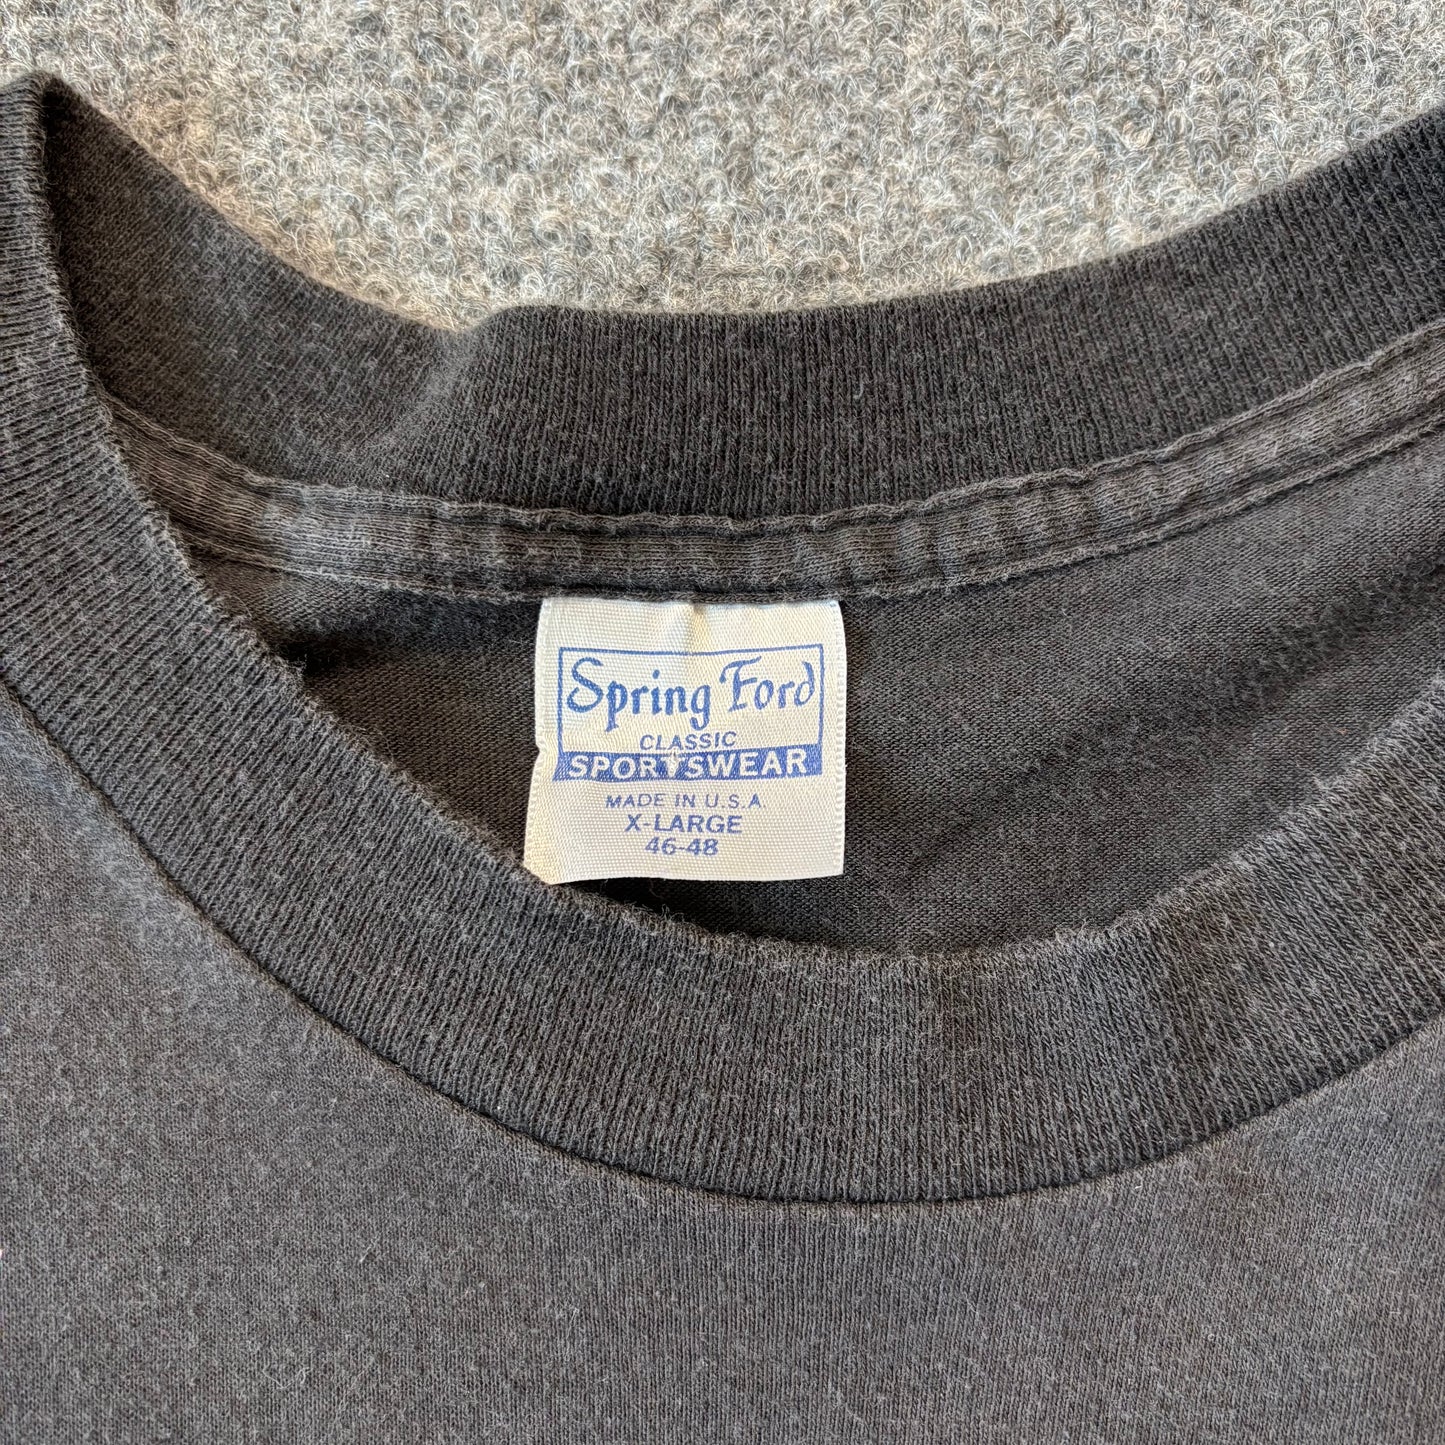 Spring Ford
CLASSIC
SPORTSWEAR
MADE IN U.S.A
X-LARGE
46-48